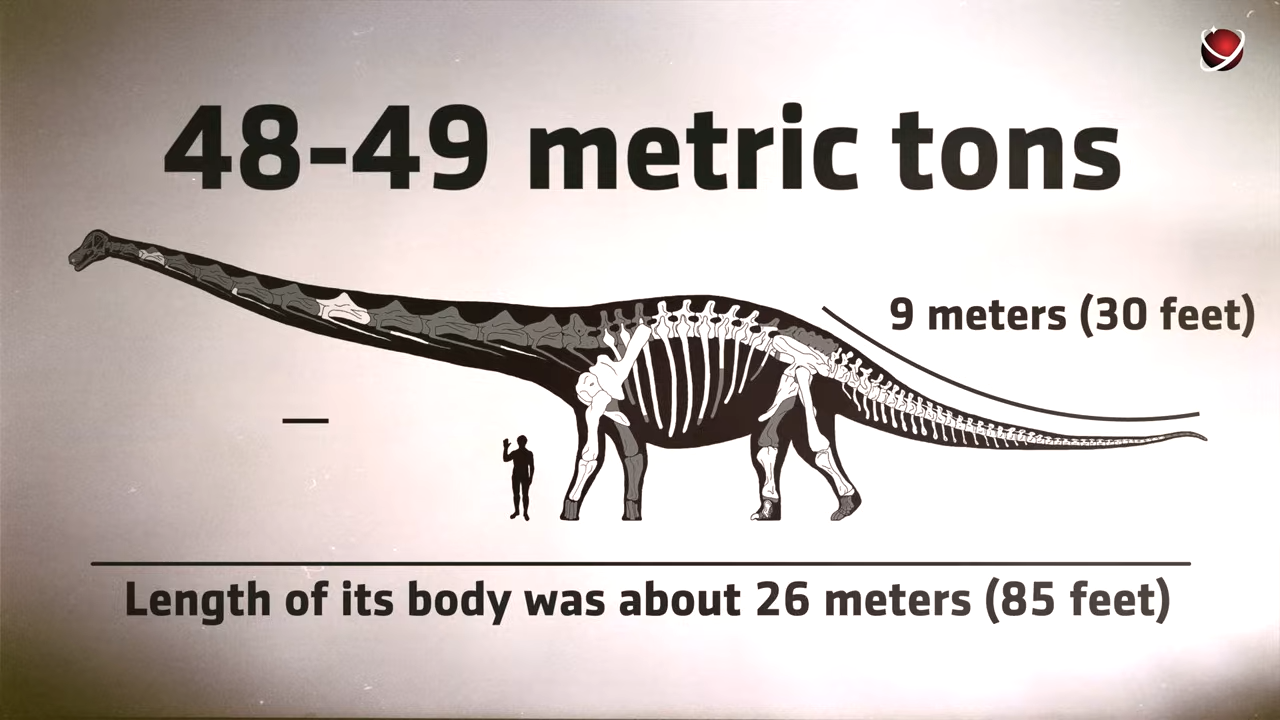 48-49 metric tons
9 meters (30 feet)
Length of its body was about 26 meters (85 feet)